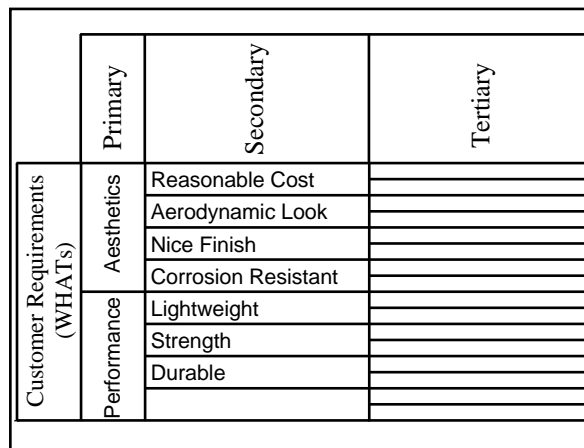 Primary
Secondary
Tertiary
Customer Requirements
(WHATs)
Aesthetics
Reasonable Cost
Aerodynamic Look
Nice Finish
Corrosion Resistant
Performance
Lightweight
Strength
Durable